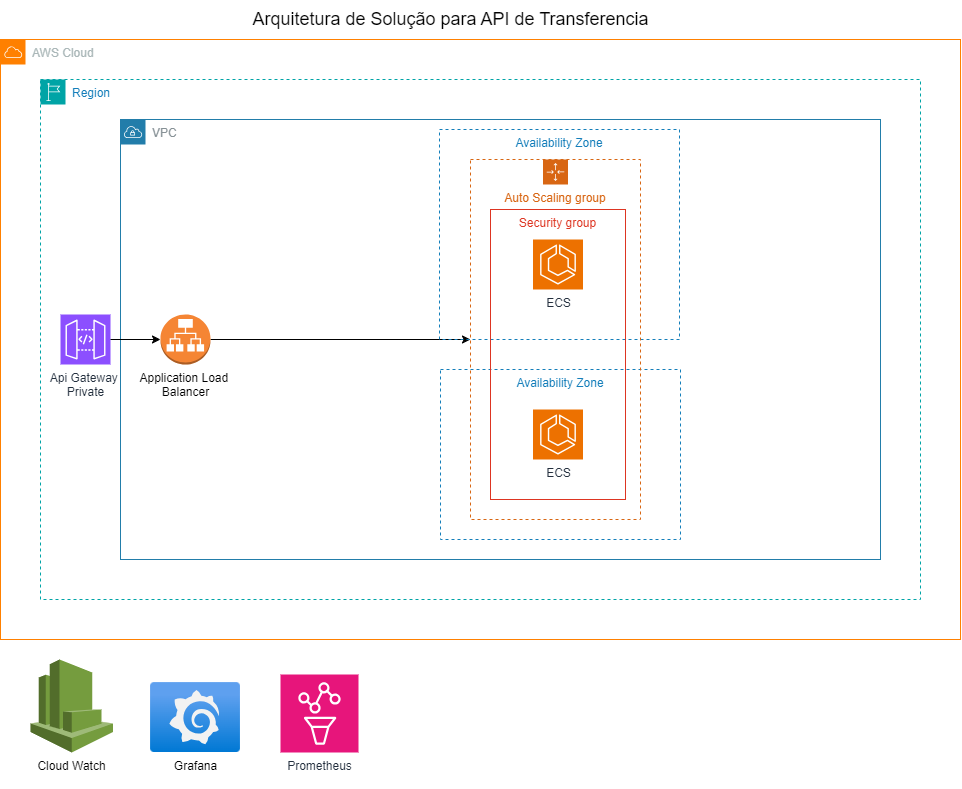 Arquitetura de Solução para API de Transferencia
AWS Cloud
Region
VPC
Availability Zone
Auto Scaling group
Security group
ECS
Api Gateway
Private
Application Load
Balancer
Availability Zone
ECS
Cloud Watch
Grafana
Prometheus